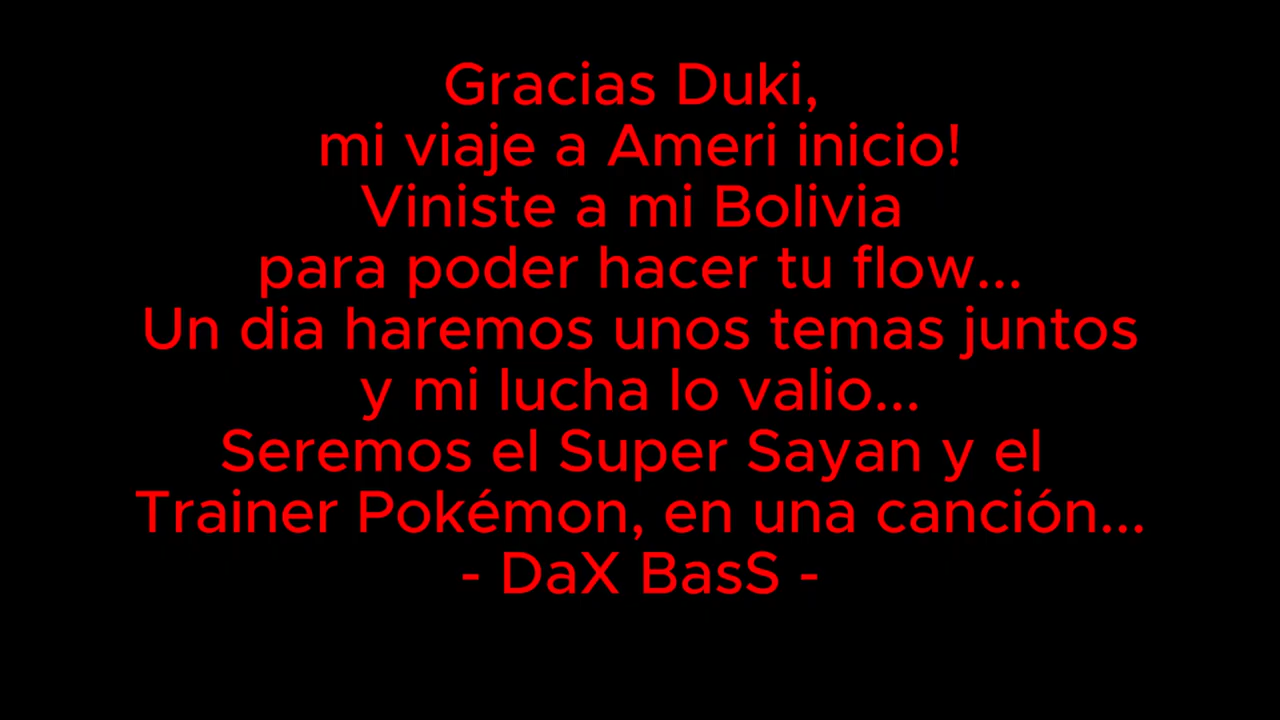 Gracias Duki,
mi viaje a Ameri inicio!
Viniste a mi Bolivia
para poder hacer tu flow...
Un dia haremos unos temas juntos
y mi lucha lo valio...
Seremos el Super Sayan y el
Trainer Pokémon, en una canción...
- DaX BasS -